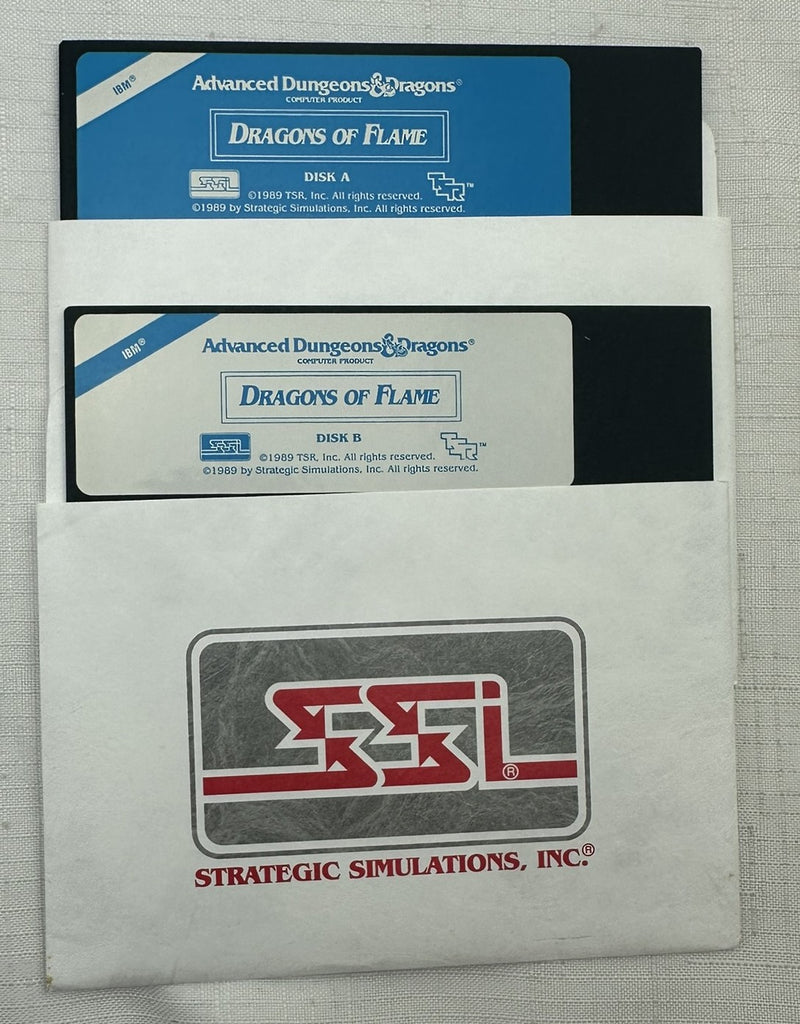 IBM®
Advanced Dungeons & Dragons®
COMPUTER PRODUCT
DRAGONS OF FLAME
DISK A
SSI
TSR™
©1989 TSR, Inc. All rights reserved.
©1989 by Strategic Simulations, Inc. All rights reserved.
IBM®
Advanced Dungeons & Dragons®
COMPUTER PRODUCT
DRAGONS OF FLAME
DISK B
SSI
TSR™
©1989 TSR, Inc. All rights reserved.
©1989 by Strategic Simulations, Inc. All rights reserved.
SSI®
STRATEGIC SIMULATIONS, INC.®